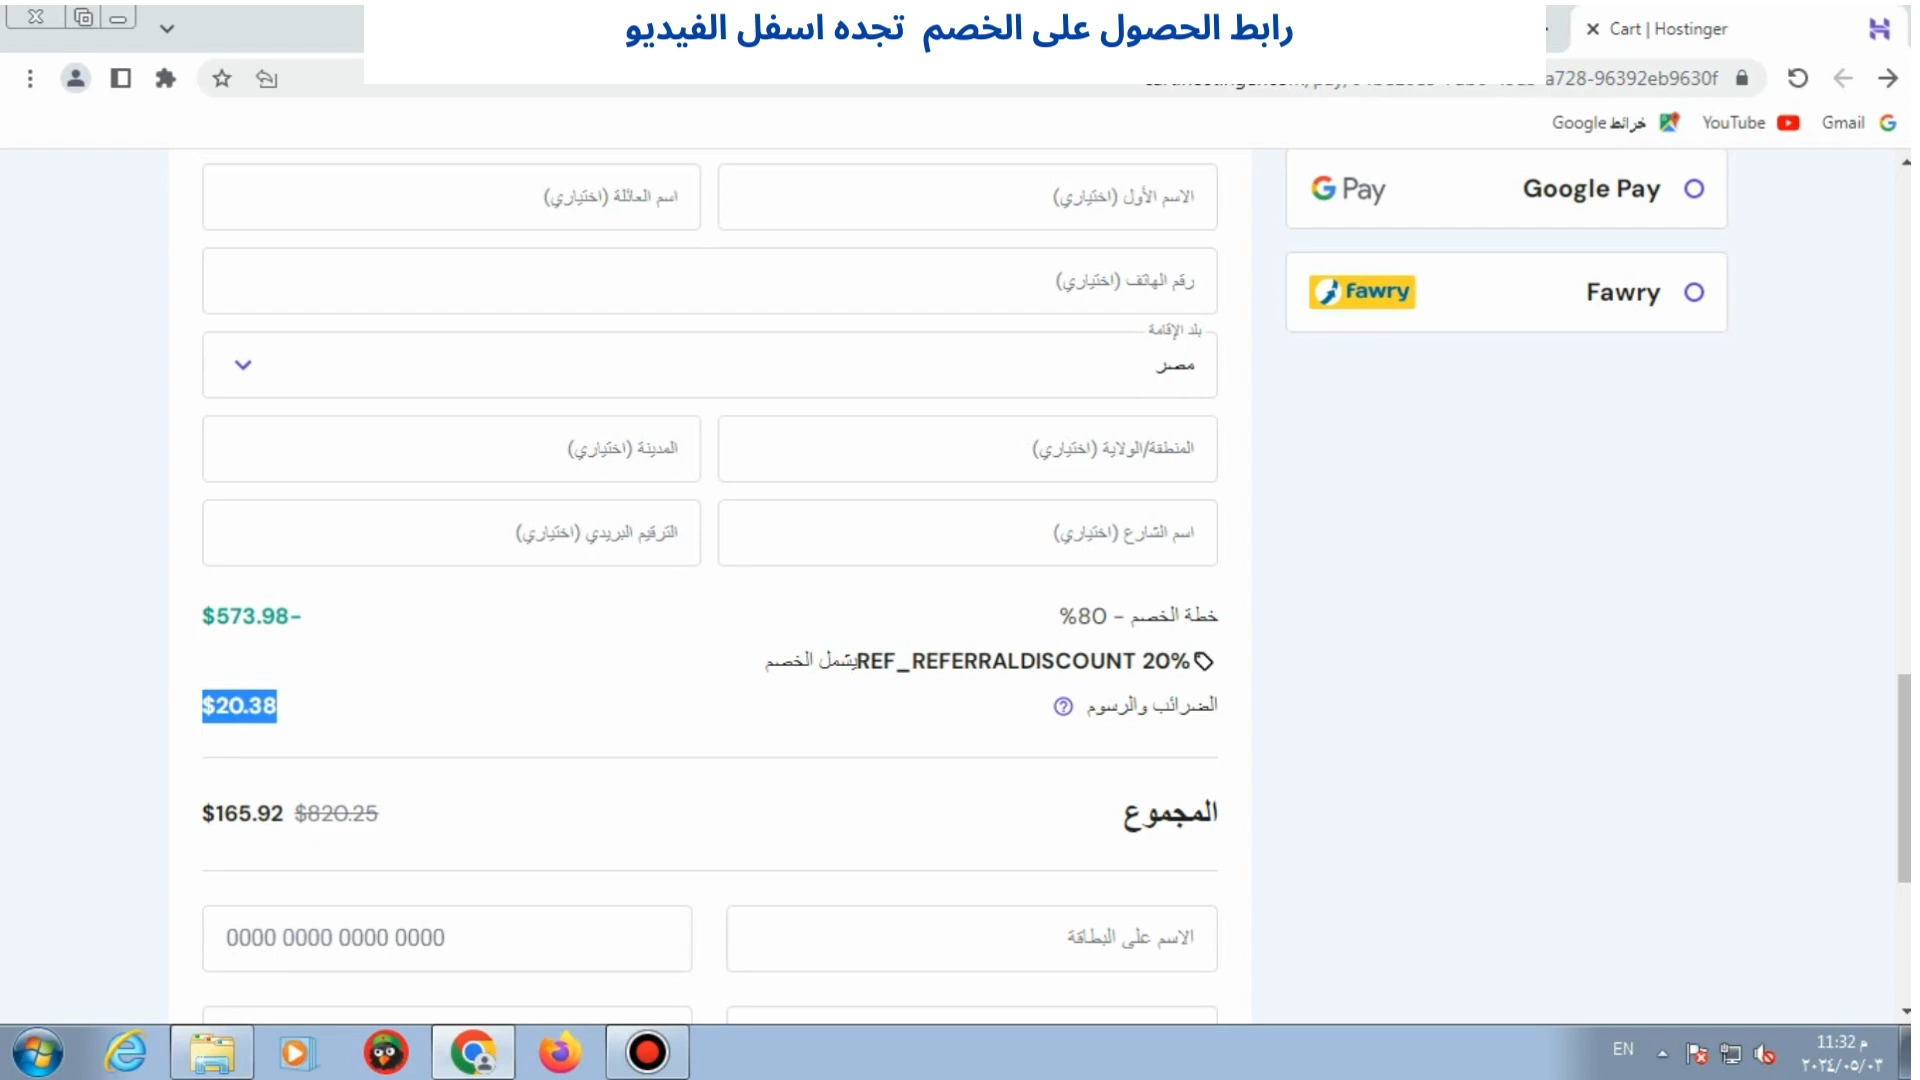 رابط الحصول على الخصم تجده اسفل الفيديو
Cart | Hostinger
a728-96392eb9630f
Gmail
YouTube
خرائط Google
الاسم الأول (اختياري)
اسم العائلة (اختياري)
رقم الهاتف (اختياري)
بلد الإقامة
مصر
المنطقة/الولاية (اختياري)
المدينة (اختياري)
اسم الشارع (اختياري)
الترقيم البريدي (اختياري)
خطة الخصم - 80%
$573.98-
REF_REFERRALDISCOUNT 20% يشمل الخصم
الضرائب والرسوم
$20.38
المجموع
$165.92 $820.25
الاسم على البطاقة
0000 0000 0000 0000
Google Pay
G Pay
Fawry
fawry
EN
11:32 م
٢٠٢٤/٠٥/٠٣